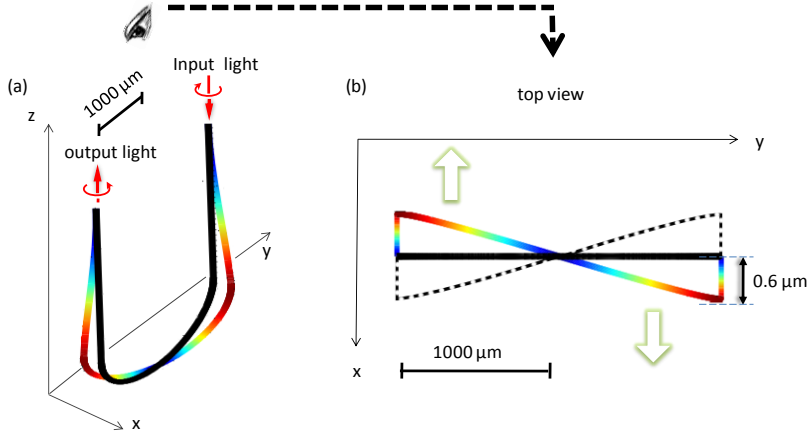 (a)
1000 µm
Input light
z
output light
y
x
(b)
top view
y
0.6 µm
1000 µm
x